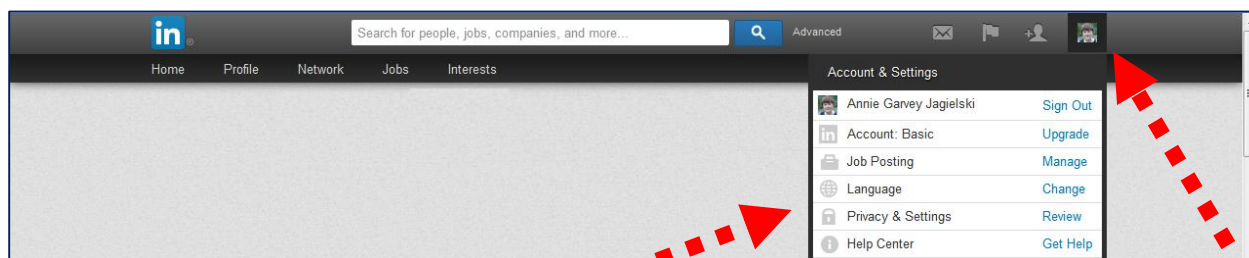 in
Search for people, jobs, companies, and more...
Advanced
Home Profile Network Jobs Interests
Account & Settings
Annie Garvey Jagielski Sign Out
in Account: Basic Upgrade
Job Posting Manage
Language Change
Privacy & Settings Review
Help Center Get Help